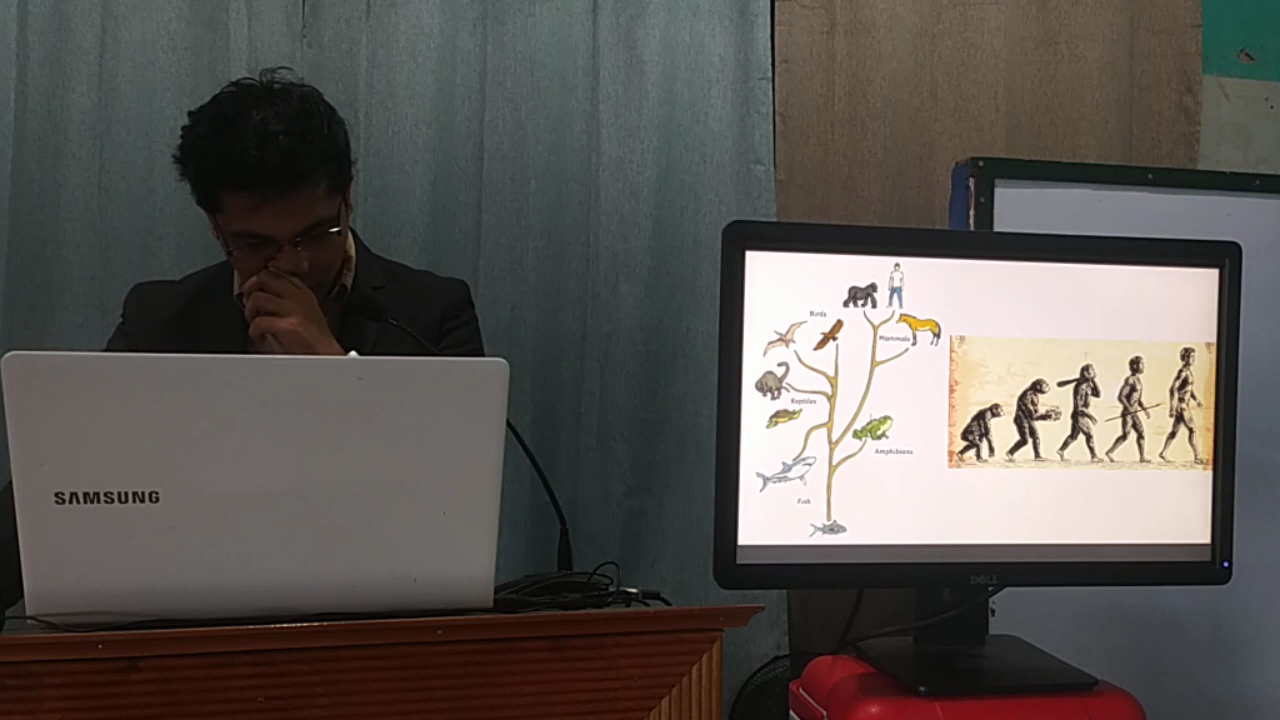 SAMSUNG
Birds
Mammals
Reptiles
Amphibians
Fish
DELL